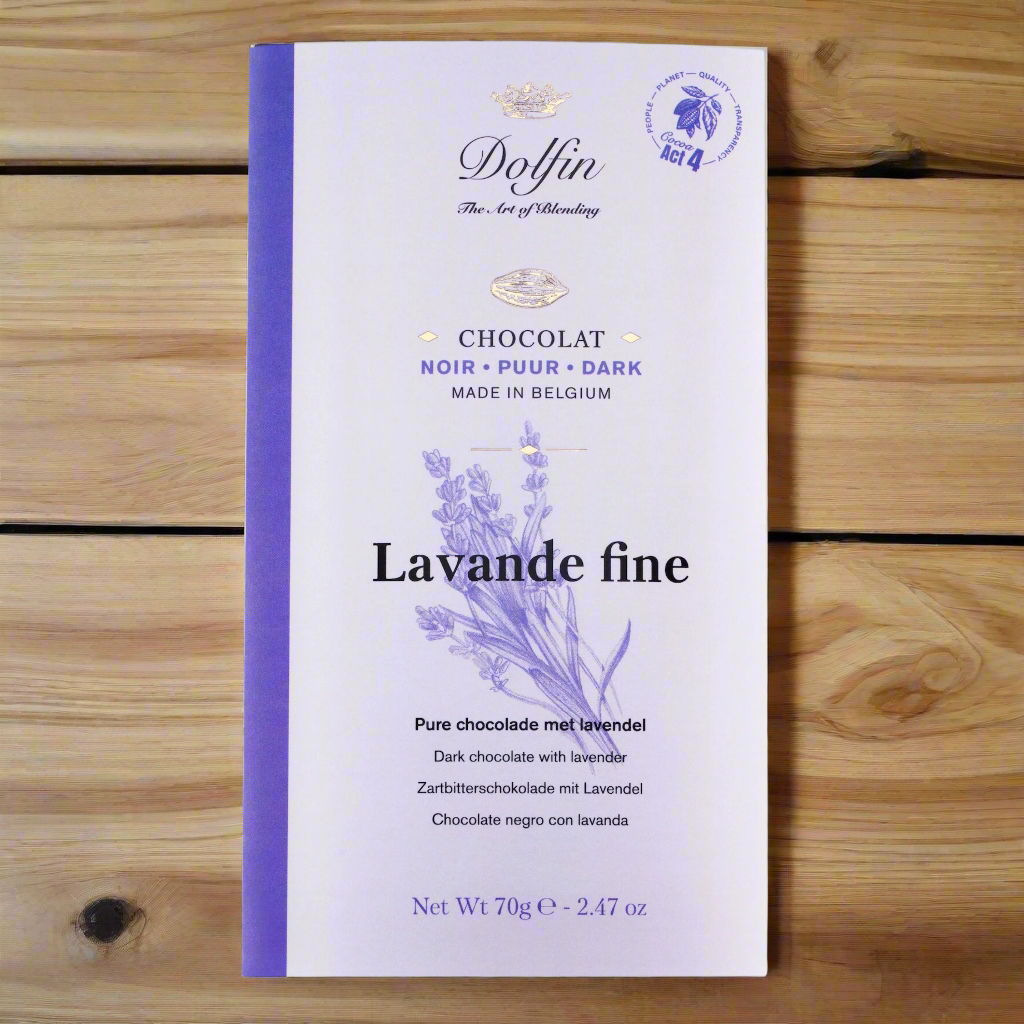 Dolfin
The Art of Blending
PEOPLE — PLANET — QUALITY — TRANSPARENCY
Cocoa
Act 4
CHOCOLAT
NOIR • PUUR • DARK
MADE IN BELGIUM
Lavande fine
Pure chocolade met lavendel
Dark chocolate with lavender
Zartbitterschokolade mit Lavendel
Chocolate negro con lavanda
Net Wt 70g ℮ - 2.47 oz